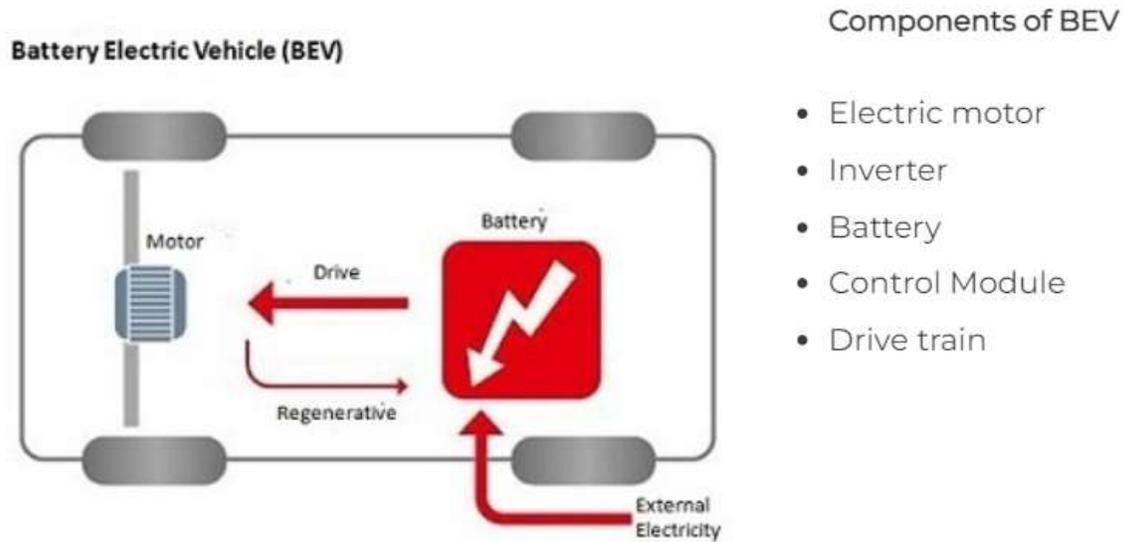 Battery Electric Vehicle (BEV)
Motor
Drive
Battery
Regenerative
External
Electricity
Components of BEV
• Electric motor
• Inverter
• Battery
• Control Module
• Drive train